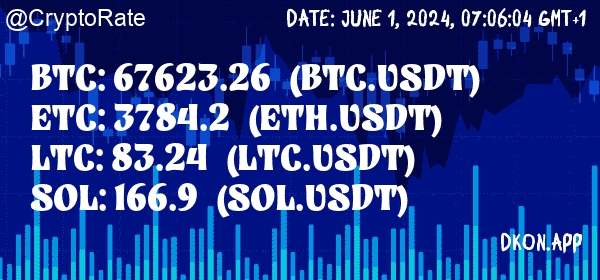 @CryptoRate
DATE: JUNE 1, 2024, 07:06:04 GMT+1
BTC: 67623.26 (BTC.USDT)
ETC: 3784.2 (ETH.USDT)
LTC: 83.24 (LTC.USDT)
SOL: 166.9 (SOL.USDT)
DKON.APP